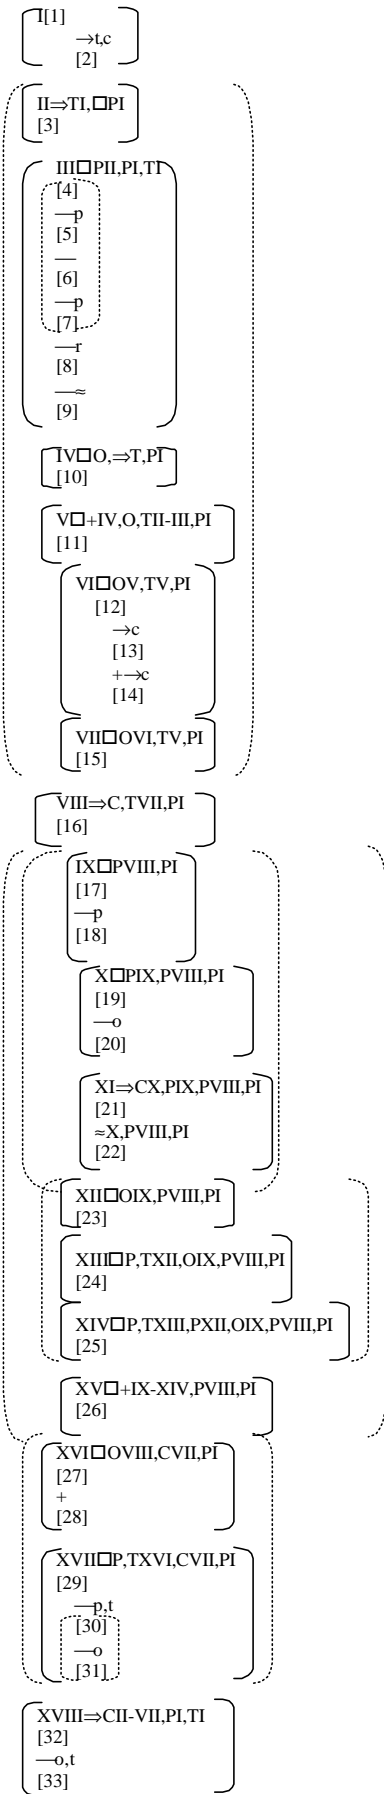 I[1]
→t,c
[2]
II⇒TI,□PI
[3]
III□PII,PI,TI
[4]
—p
[5]
—
[6]
—p
[7]
—r
[8]
—≈
[9]
IV□O,⇒T,PI
[10]
V□+IV,O,TII-III,PI
[11]
VI□OV,TV,PI
[12]
→c
[13]
+→c
[14]
VII□OVI,TV,PI
[15]
VIII⇒C,TVII,PI
[16]
IX□PVIII,PI
[17]
—p
[18]
X□PIX,PVIII,PI
[19]
—o
[20]
XI⇒CX,PIX,PVIII,PI
[21]
≈X,PVIII,PI
[22]
XII□OIX,PVIII,PI
[23]
XIII□P,TXII,OIX,PVIII,PI
[24]
XIV□P,TXIII,PXII,OIX,PVIII,PI
[25]
XV□+IX-XIV,PVIII,PI
[26]
XVI□OVIII,CVII,PI
[27]
+
[28]
XVII□P,TXVI,CVII,PI
[29]
—p,t
[30]
—o
[31]
XVIII⇒CII-VII,PI,TI
[32]
—o,t
[33]